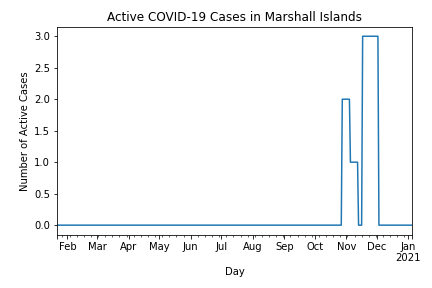 Active COVID-19 Cases in Marshall Islands
Number of Active Cases
3.0
2.5
2.0
1.5
1.0
0.5
0.0
Feb Mar Apr May Jun Jul Aug Sep Oct Nov Dec Jan
2021
Day